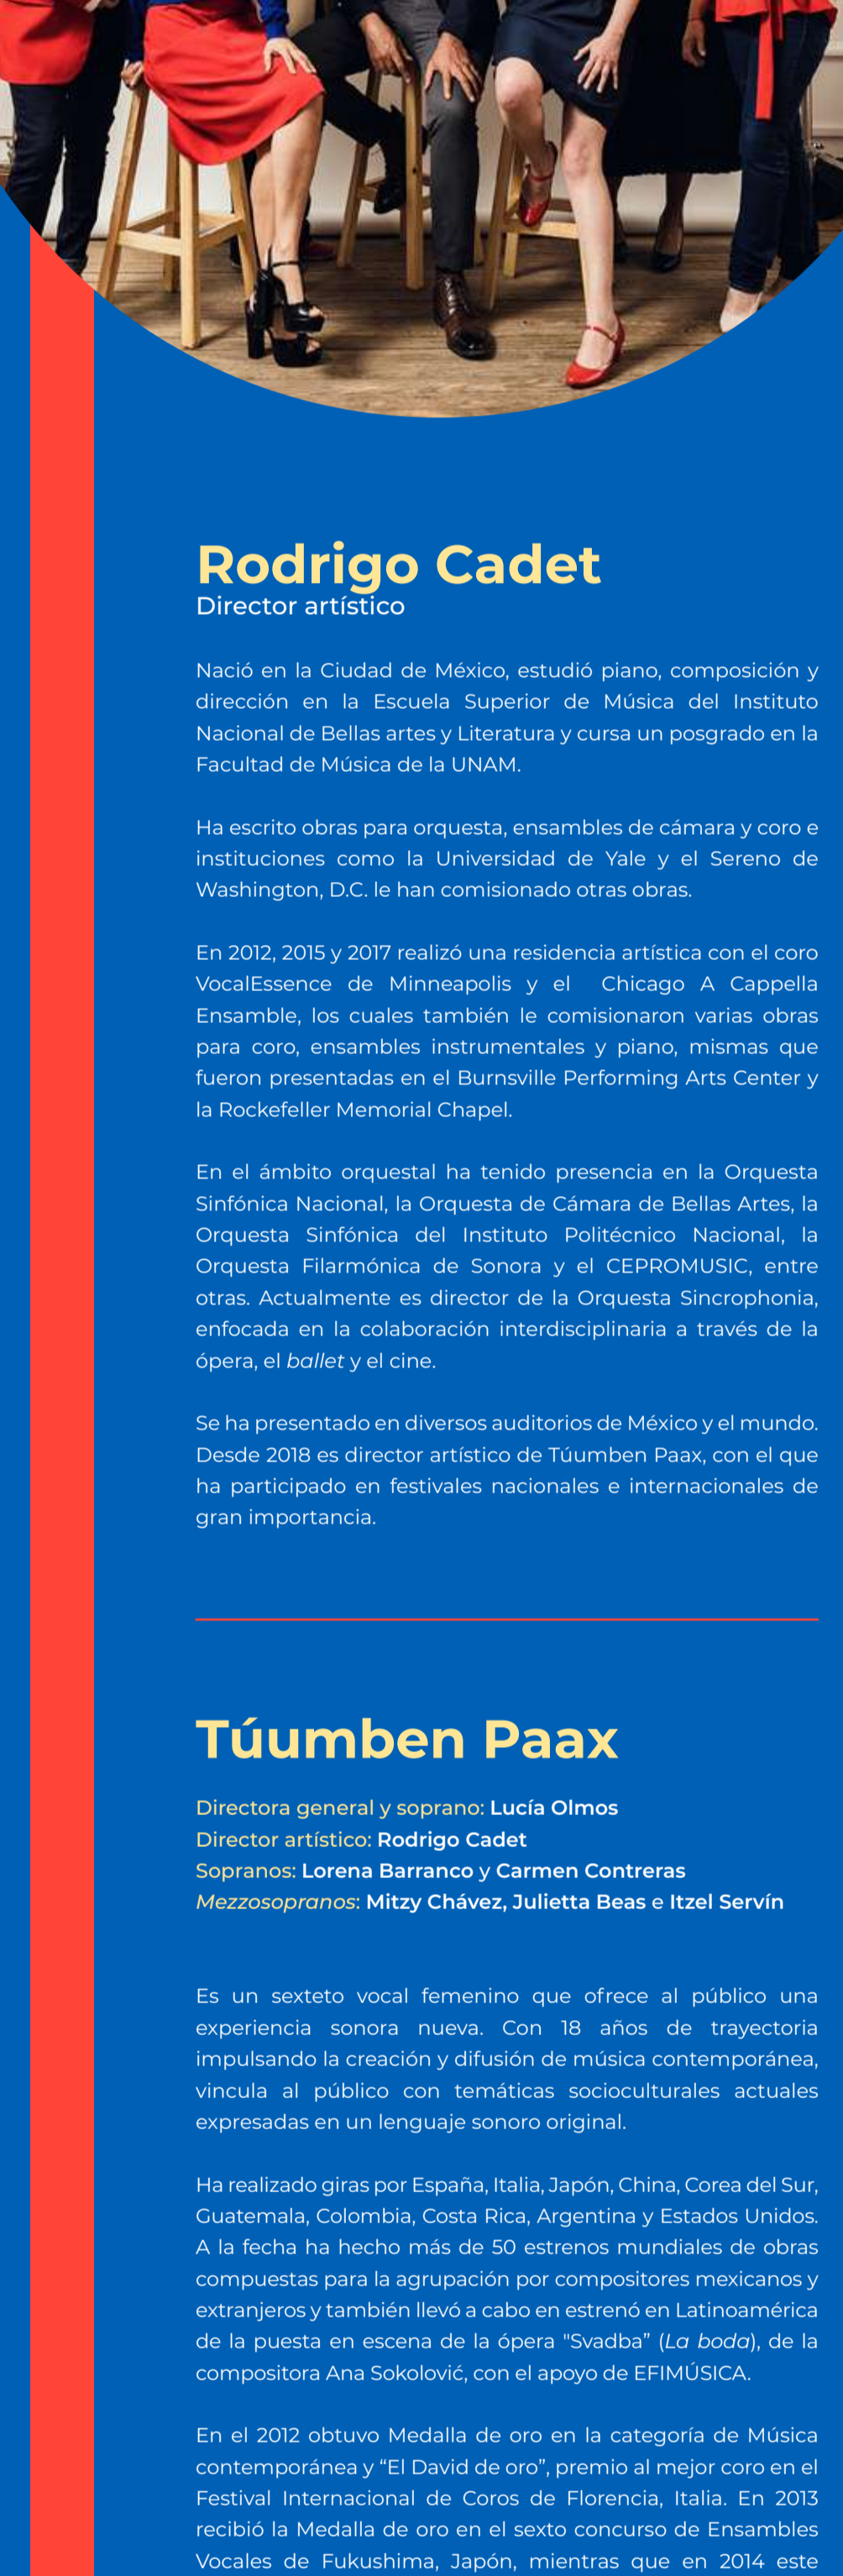 Rodrigo Cadet
Director artístico
Nació en la Ciudad de México, estudió piano, composición y
dirección en la Escuela Superior de Música del Instituto
Nacional de Bellas artes y Literatura y cursa un posgrado en la
Facultad de Música de la UNAM.
Ha escrito obras para orquesta, ensambles de cámara y coro e
instituciones como la Universidad de Yale y el Sereno de
Washington, D.C. le han comisionado otras obras.
En 2012, 2015 y 2017 realizó una residencia artística con el coro
VocalEssence de Minneapolis y el Chicago A Cappella
Ensamble, los cuales también le comisionaron varias obras
para coro, ensambles instrumentales y piano, mismas que
fueron presentadas en el Burnsville Performing Arts Center y
la Rockefeller Memorial Chapel.
En el ámbito orquestal ha tenido presencia en la Orquesta
Sinfónica Nacional, la Orquesta de Cámara de Bellas Artes, la
Orquesta Sinfónica del Instituto Politécnico Nacional, la
Orquesta Filarmónica de Sonora y el CEPROMUSIC, entre
otras. Actualmente es director de la Orquesta Sincrophonia,
enfocada en la colaboración interdisciplinaria a través de la
ópera, el ballet y el cine.
Se ha presentado en diversos auditorios de México y el mundo.
Desde 2018 es director artístico de Túumben Paax, con el que
ha participado en festivales nacionales e internacionales de
gran importancia.
Túumben Paax
Directora general y soprano: Lucía Olmos
Director artístico: Rodrigo Cadet
Sopranos: Lorena Barranco y Carmen Contreras
Mezzosopranos: Mitzy Chávez, Julietta Beas e Itzel Servín
Es un sexteto vocal femenino que ofrece al público una
experiencia sonora nueva. Con 18 años de trayectoria
impulsando la creación y difusión de música contemporánea,
vincula al público con temáticas socioculturales actuales
expresadas en un lenguaje sonoro original.
Ha realizado giras por España, Italia, Japón, China, Corea del Sur,
Guatemala, Colombia, Costa Rica, Argentina y Estados Unidos.
A la fecha ha hecho más de 50 estrenos mundiales de obras
compuestas para la agrupación por compositores mexicanos y
extranjeros y también llevó a cabo en estrenó en Latinoamérica
de la puesta en escena de la ópera "Svadba” (La boda), de la
compositora Ana Sokolović, con el apoyo de EFIMÚSICA.
En el 2012 obtuvo Medalla de oro en la categoría de Música
contemporánea y “El David de oro”, premio al mejor coro en el
Festival Internacional de Coros de Florencia, Italia. En 2013
recibió la Medalla de oro en el sexto concurso de Ensambles
Vocales de Fukushima, Japón, mientras que en 2014 este